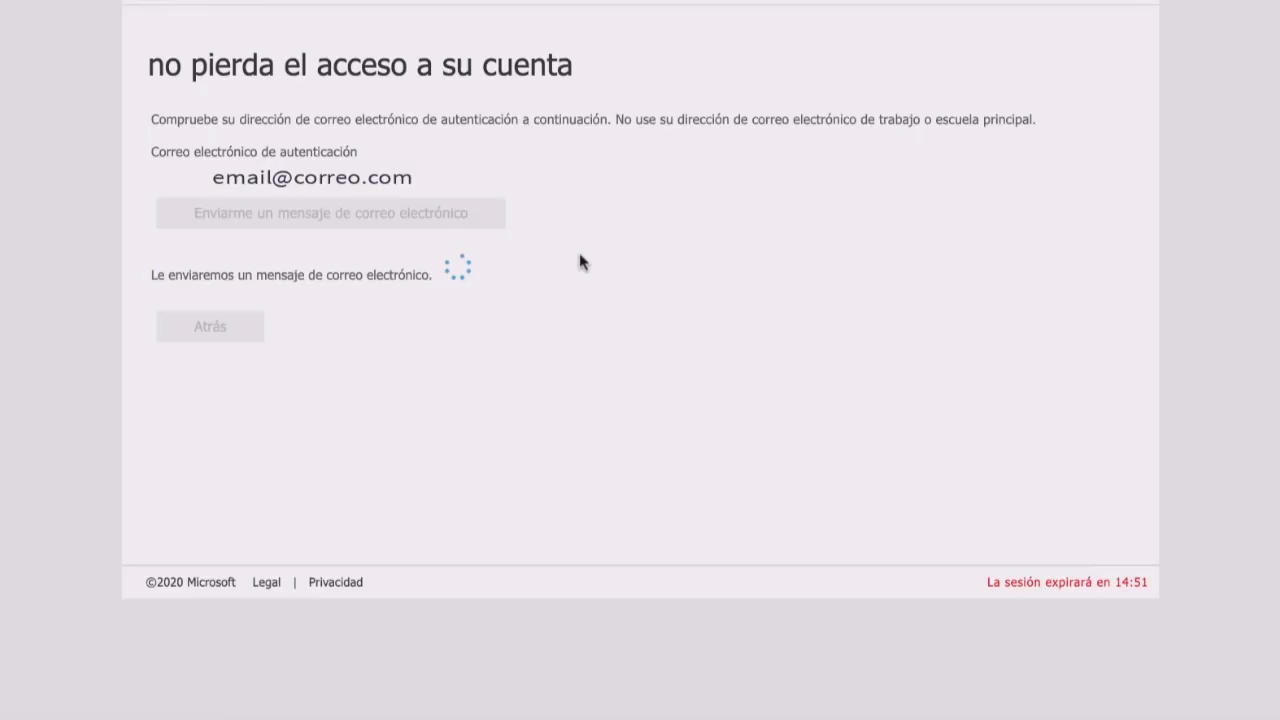 no pierda el acceso a su cuenta
Compruebe su dirección de correo electrónico de autenticación a continuación. No use su dirección de correo electrónico de trabajo o escuela principal.
Correo electrónico de autenticación
email@correo.com
Enviarme un mensaje de correo electrónico
Le enviaremos un mensaje de correo electrónico.
Atrás
©2020 Microsoft Legal | Privacidad La sesión expirará en 14:51